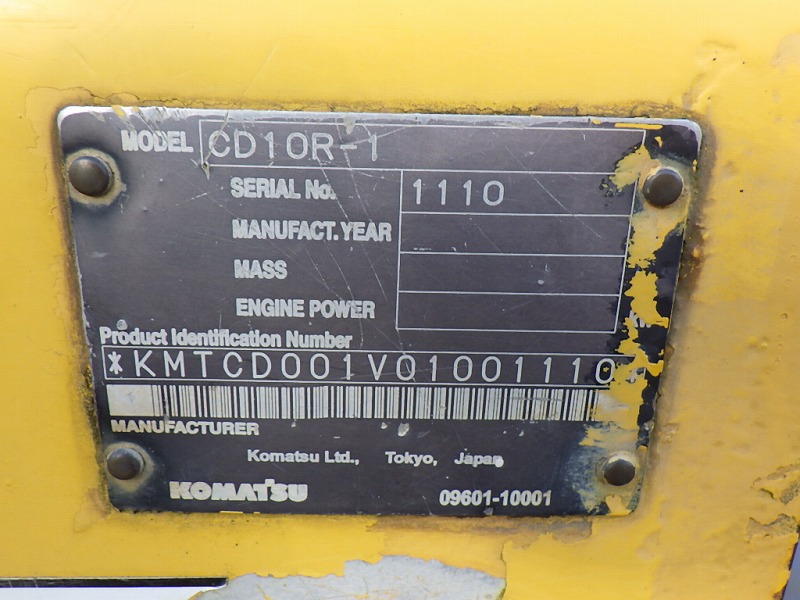 MODEL CD10R-1
SERIAL No. 1110
MANUFACT. YEAR
MASS
ENGINE POWER
Product Identification Number
*KMTCD001V01001110
MANUFACTURER
Komatsu Ltd., Tokyo, Japan
KOMATSU 09601-10001